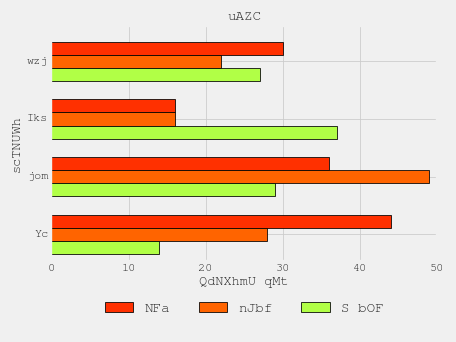 uAZC
wzj
Iks
jom
Yc
scTNUWh
0 10 20 30 40 50
QdNXhmU qMt
NFa nJbf S bOF